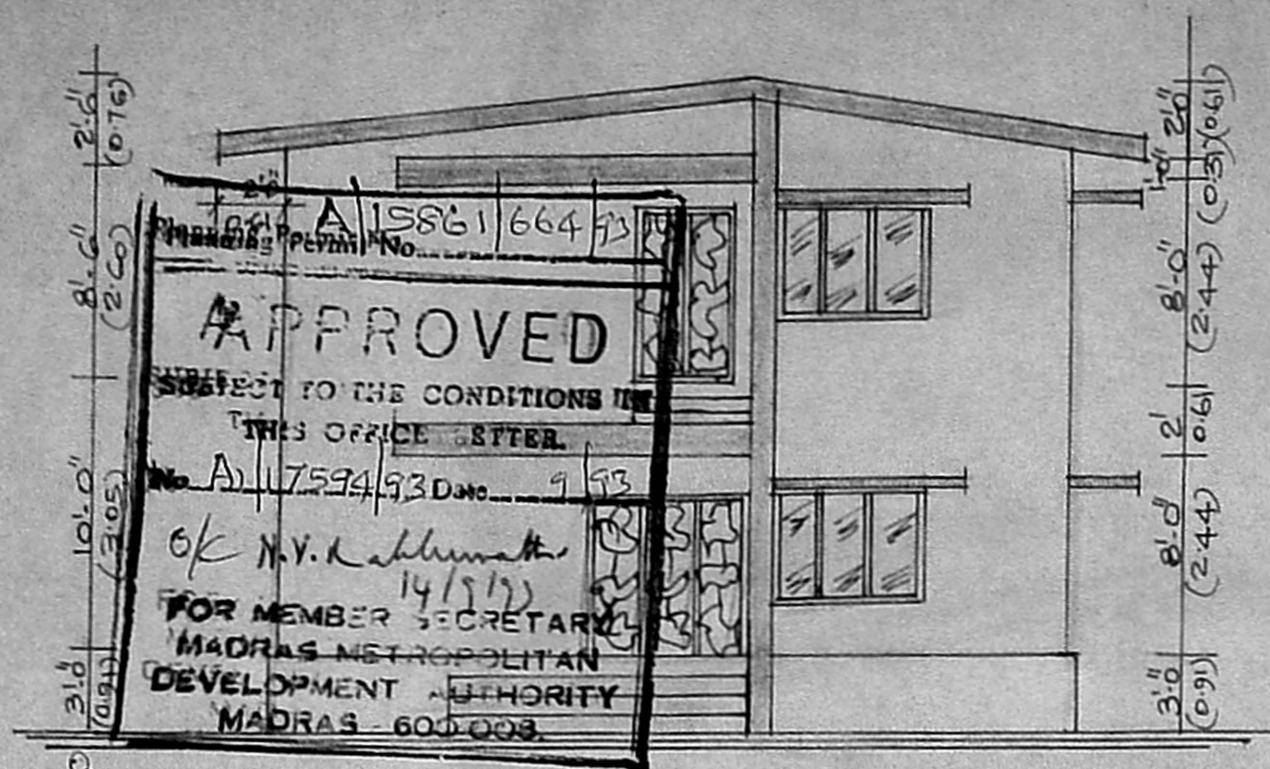 2'-6"
(0.76)
8'-6"
(2.60)
10'-0"
(3.05)
3'-0"
(0.91)
2'-0"
0.61
Planning Permit No. A/15861/664/93
APPROVED
SUBJECT TO THE CONDITIONS IN
THIS OFFICE LETTER.
No. A/17594/93 Date 9/93
O/C N.V.
14/9/93
FOR MEMBER SECRETARY
MADRAS METROPOLITAN
DEVELOPMENT AUTHORITY
MADRAS - 600 008.
2'-0"
(0.61)
1'-0"
(0.3)
8'-0"
(2.44)
2'
0.61
8'-0"
(2.44)
3'-0"
(0.91)